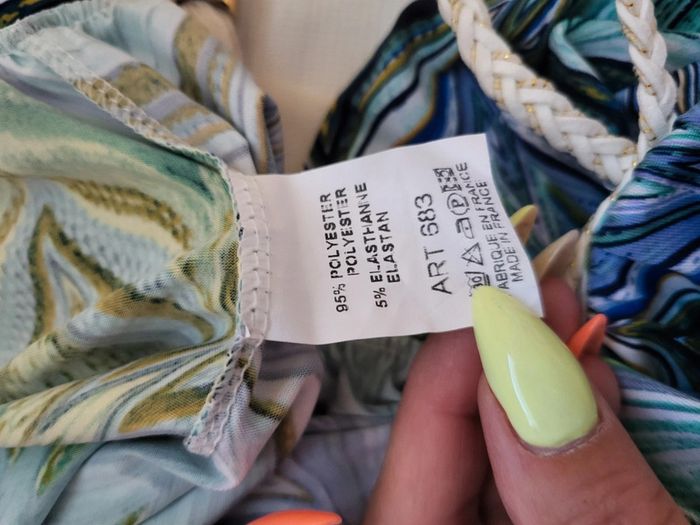 95% POLYESTER
POLYESTER
5% ELASTHANNE
ELASTAN
ART 683
FABRIQUE EN FRANCE
MADE IN FRANCE